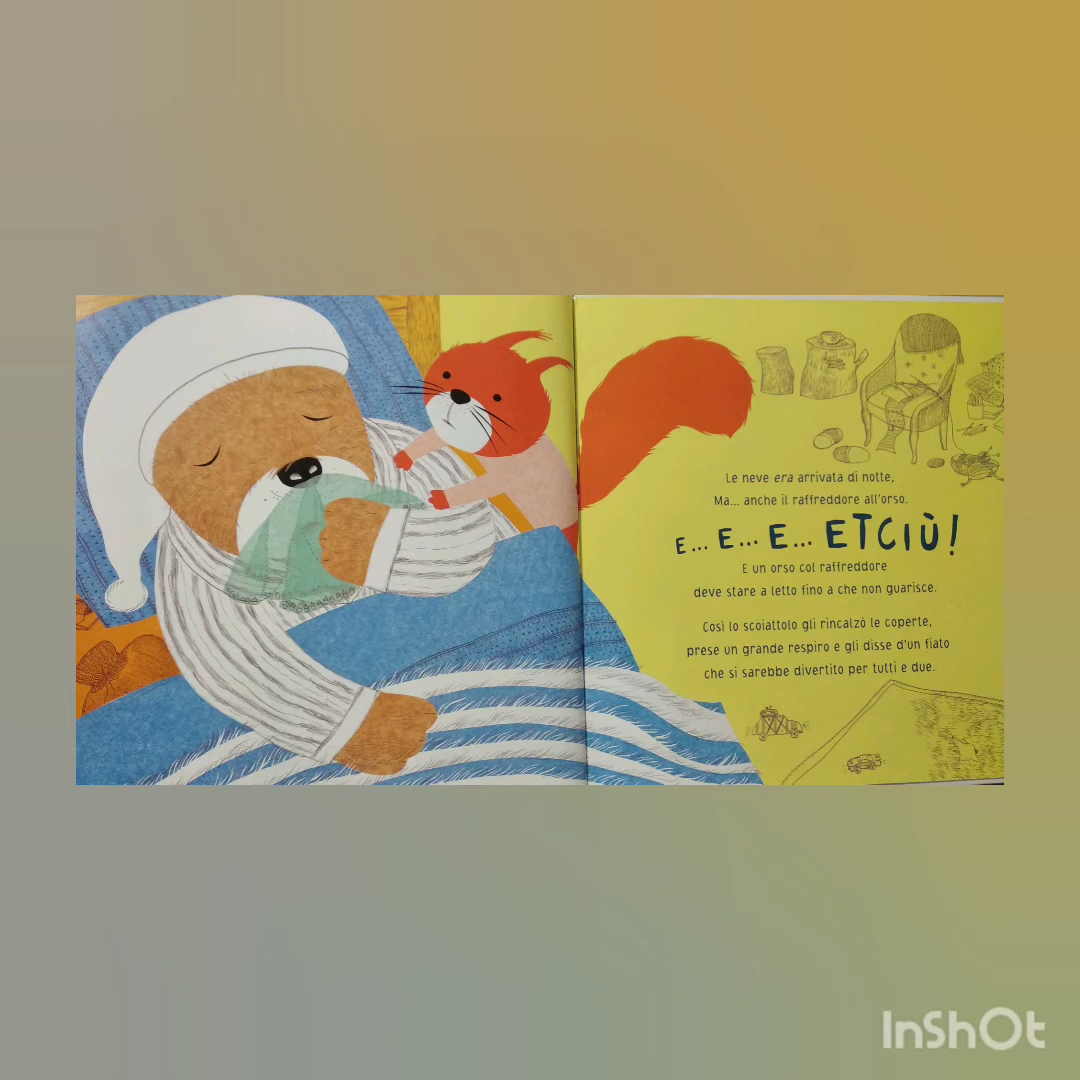 Le neve era arrivata di notte,
Ma... anche il raffreddore all'orso.
E... E... E... ETCIÙ!
E un orso col raffreddore
deve stare a letto fino a che non guarisce.
Così lo scoiattolo gli rincalzò le coperte,
prese un grande respiro e gli disse d'un fiato
che si sarebbe divertito per tutti e due.
InShOt